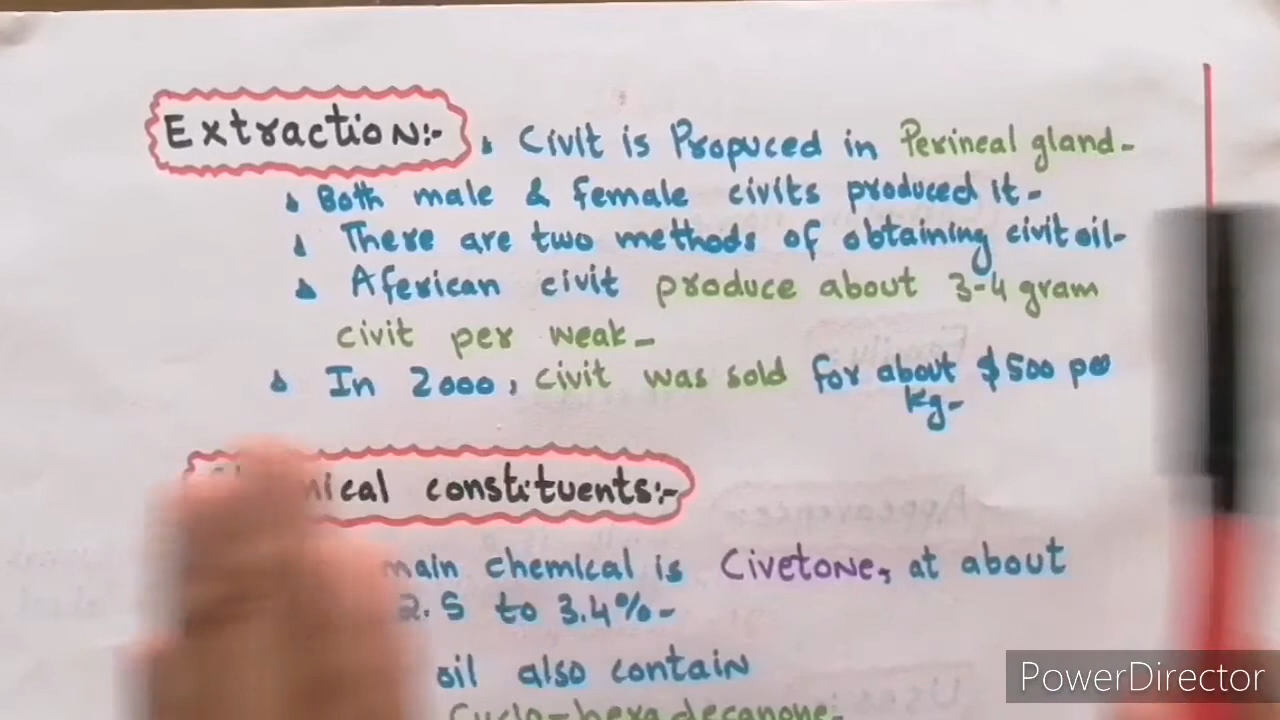 Extraction:- Civit is Propuced in Perineal gland-
Both male & female civits produced it-
There are two methods of obtaining civit oil-
Aferican civit produce about 3-4 gram
civit per weak-
In 2000, civit was sold for about $500 per
kg-
constituents:-
main chemical is Civetone, at about
2.5 to 3.4%-
oil also contain
Cyclo-hexadecanone-
PowerDirector